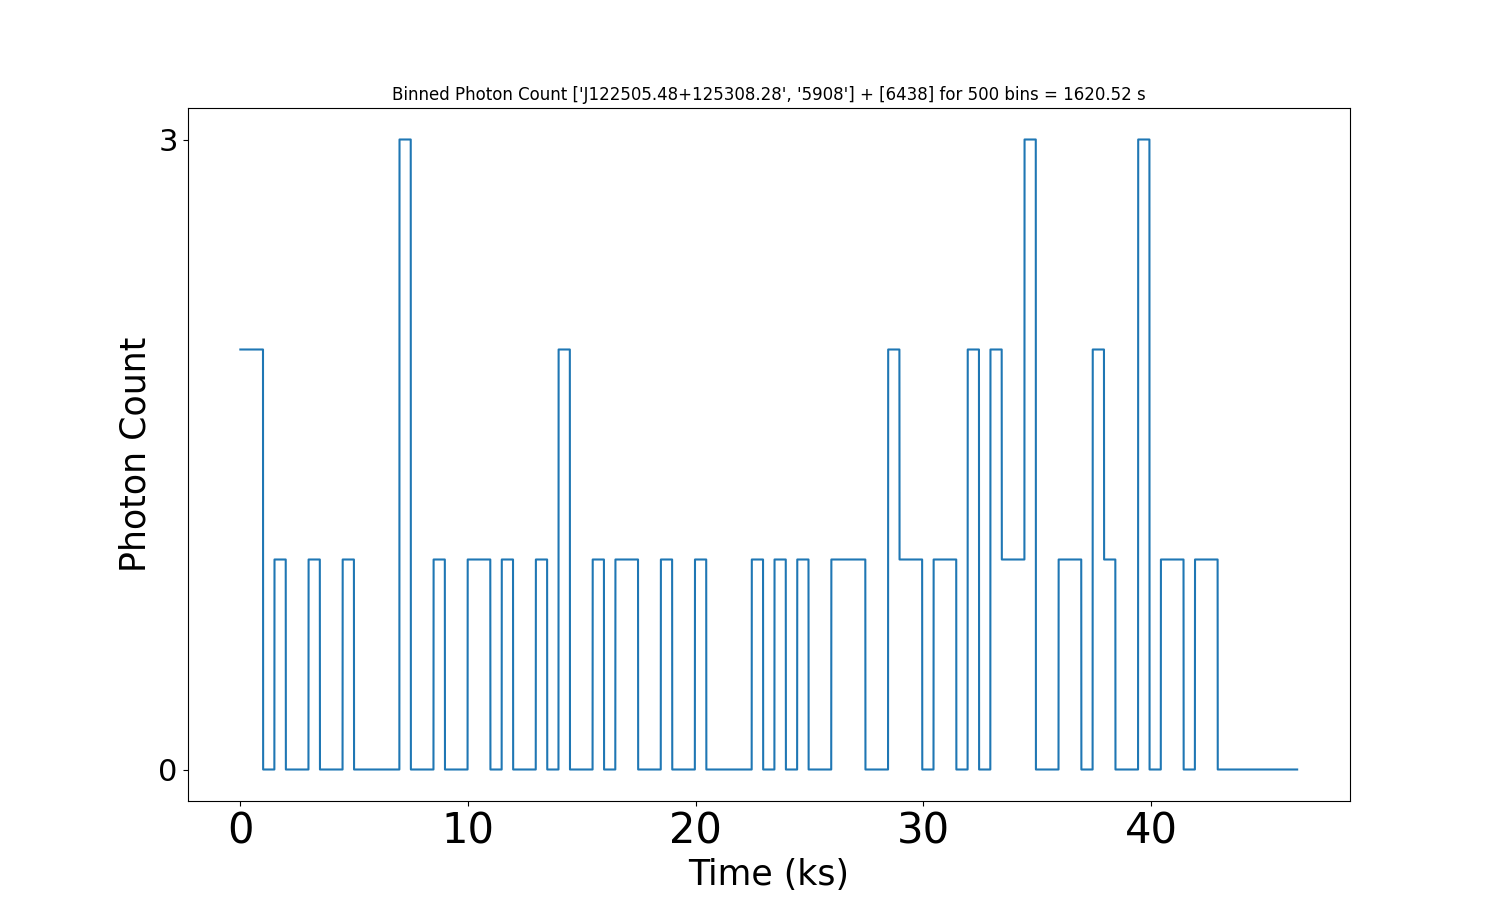 Binned Photon Count ['J122505.48+125308.28', '5908'] + [6438] for 500 bins = 1620.52 s
3
Photon Count
0
0 10 20 30 40
Time (ks)